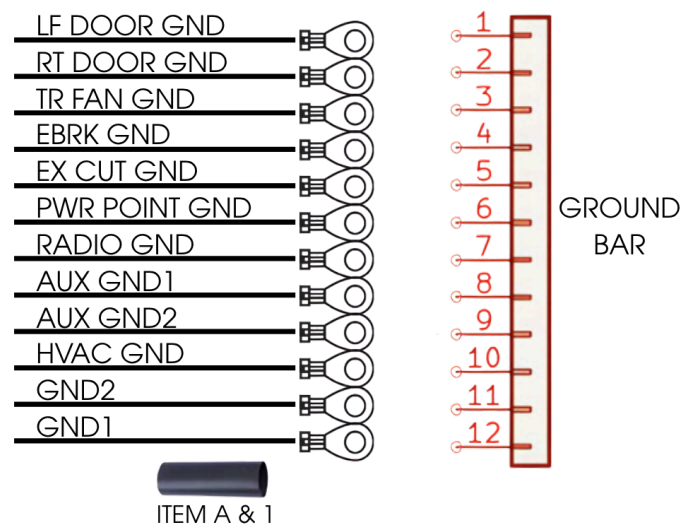 LF DOOR GND
RT DOOR GND
TR FAN GND
EBRK GND
EX CUT GND
PWR POINT GND
RADIO GND
AUX GND1
AUX GND2
HVAC GND
GND2
GND1
ITEM A & 1
1
2
3
4
5
6
7
8
9
10
11
12
GROUND
BAR